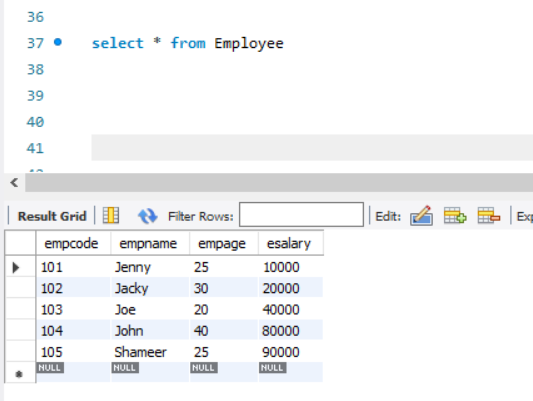 36
37 select * from Employee
38
39
40
41
Result Grid Filter Rows: Edit:
empcode empname empage esalary
101 Jenny 25 10000
102 Jacky 30 20000
103 Joe 20 40000
104 John 40 80000
105 Shameer 25 90000
NULL NULL NULL NULL